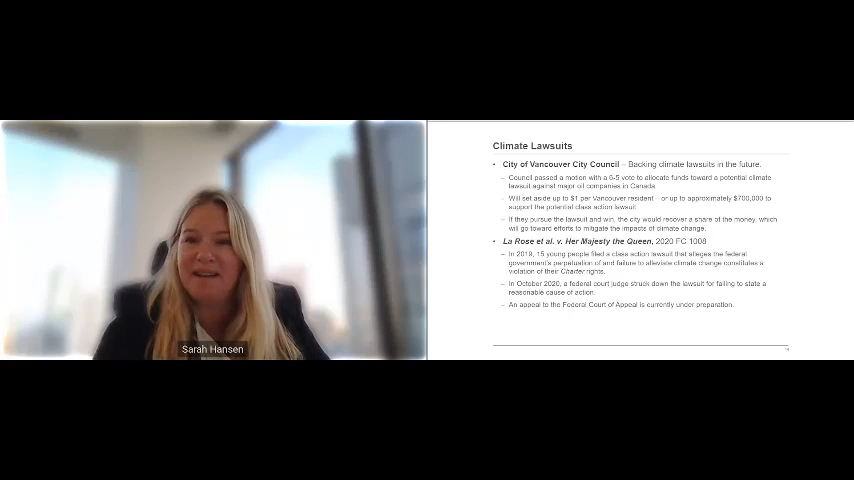 Sarah Hansen
Climate Lawsuits
• City of Vancouver City Council – Backing climate lawsuits in the future.
– Council passed a motion with a 6-5 vote to allocate funds toward a potential climate
lawsuit against major oil companies in Canada
– Will set aside up to $1 per Vancouver resident – or up to approximately $700,000 to
support the potential class action lawsuit
– If they pursue the lawsuit and win, the city would recover a share of the money, which
will go toward efforts to mitigate the impacts of climate change.
• La Rose et al. v. Her Majesty the Queen, 2020 FC 1008
– In 2019, 15 young people filed a class action lawsuit that alleges the federal
government's perpetuation of and failure to alleviate climate change constitutes a
violation of their Charter rights.
– In October 2020, a federal court judge struck down the lawsuit for failing to state a
reasonable cause of action.
– An appeal to the Federal Court of Appeal is currently under preparation.